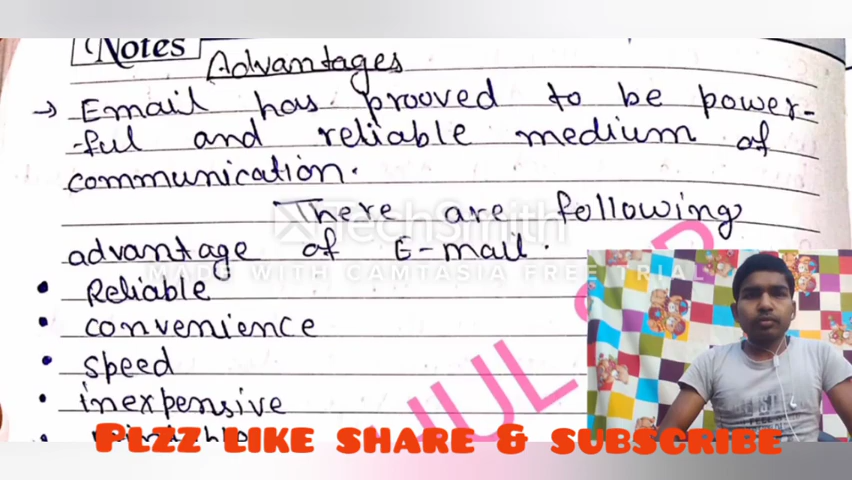 Notes
Advantages
→ Email has prooved to be power-
-ful and reliable medium of
communication.
There are following
advantage of E-mail.
TechSmith
MADE WITH CAMTASIA FREE TRIAL
• Reliable
• convenience
• speed
• inexpensive
PLZZ LIKE SHARE & SUBSCRIBE